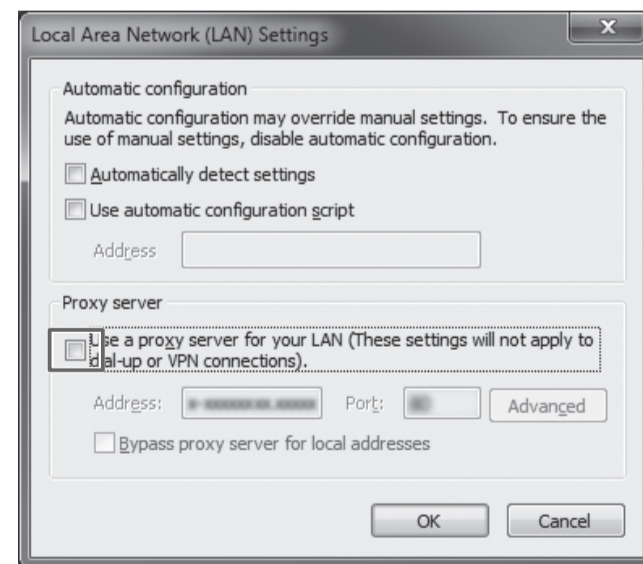 Local Area Network (LAN) Settings
X
Automatic configuration
Automatic configuration may override manual settings. To ensure the
use of manual settings, disable automatic configuration.
Automatically detect settings
Use automatic configuration script
Address
Proxy server
Use a proxy server for your LAN (These settings will not apply to
dial-up or VPN connections).
Address: Port: Advanced
Bypass proxy server for local addresses
OK Cancel